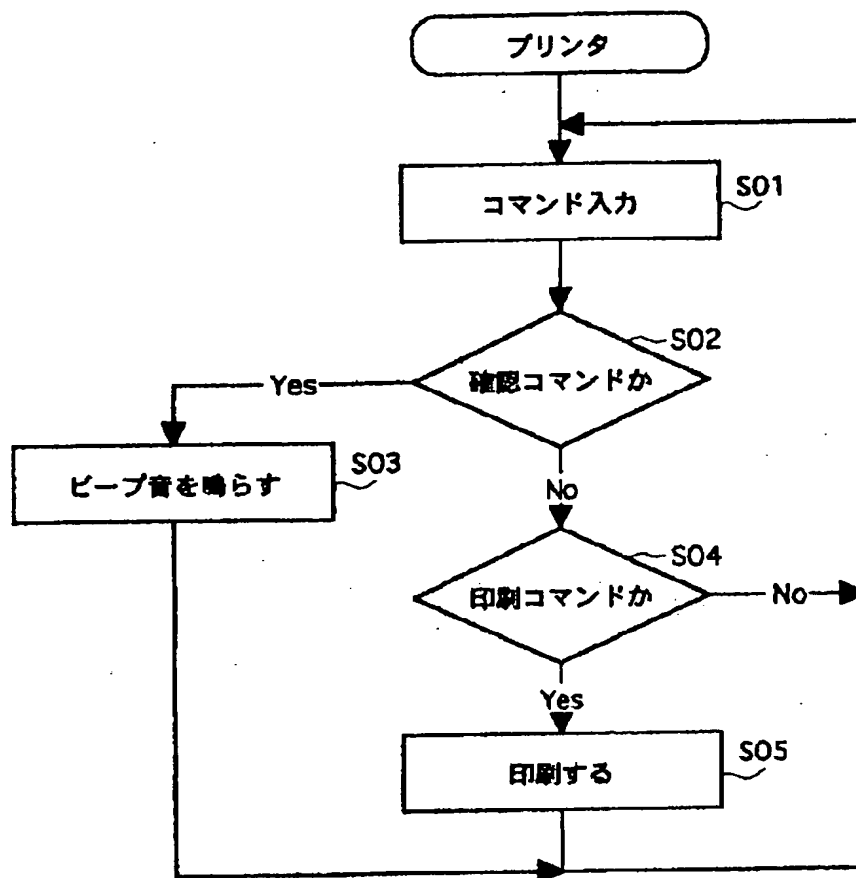 プリンタ
コマンド入力
S01
確認コマンドか
S02
Yes
No
ビープ音を鳴らす
S03
印刷コマンドか
S04
No
Yes
印刷する
S05